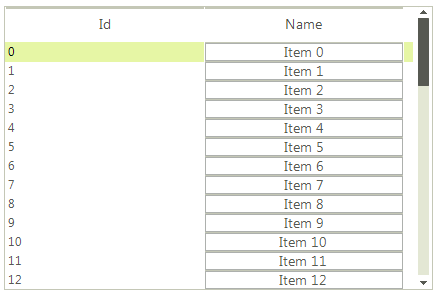 Id Name
0 Item 0
1 Item 1
2 Item 2
3 Item 3
4 Item 4
5 Item 5
6 Item 6
7 Item 7
8 Item 8
9 Item 9
10 Item 10
11 Item 11
12 Item 12